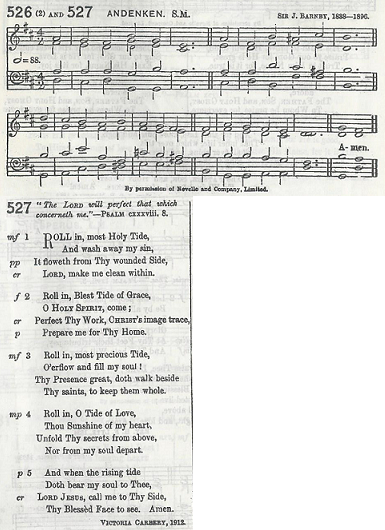 526 (2) AND 527 ANDENKEN. S.M. SIR J. BARNBY, 1838—1896.
𝅗𝅥 = 88.
A-men.
By permission of Novello and Company, Limited.
527 "The LORD will perfect that which
concerneth me."—PSALM cxxxviii. 8.
mf 1 ROLL in, most Holy Tide,
And wash away my sin,
pp It floweth from Thy wounded Side,
cr LORD, make me clean within.
f 2 Roll in, Blest Tide of Grace,
O HOLY SPIRIT, come;
cr Perfect Thy Work, CHRIST'S image trace,
p Prepare me for Thy Home.
mf 3 Roll in, most precious Tide,
O'erflow and fill my soul!
Thy Presence great, doth walk beside
Thy saints, to keep them whole.
mp 4 Roll in, O Tide of Love,
Thou Sunshine of my heart,
Unfold Thy secrets from above,
Nor from my soul depart.
p 5 And when the rising tide
Doth bear my soul to Thee,
cr LORD JESUS, call me to Thy Side,
Thy Blessèd Face to see. Amen.
VICTORIA CARBERY, 1912.